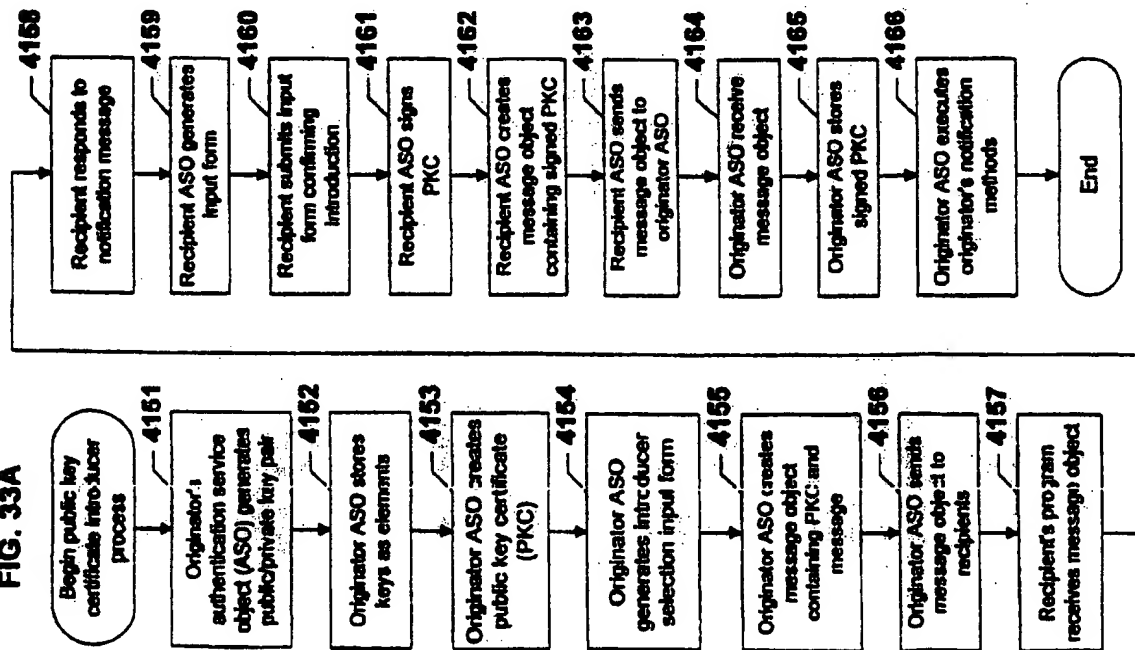 FIG. 33A
Begin public key
certificate introducer
process
4151
Originator's
authentication service
object (ASO) generates
public/private key pair
4152
Originator ASO stores
keys as elements
4153
Originator ASO creates
public key certificate
(PKC)
4154
Originator ASO
generates introducer
selection input form
4155
Originator ASO creates
message object
containing PKC and
message
4156
Originator ASO sends
message object to
recipients
4157
Recipient's program
receives message object
4158
Recipient responds to
notification message
4159
Recipient ASO generates
input form
4160
Recipient submits input
form confirming
introduction
4161
Recipient ASO signs
PKC
4162
Recipient ASO creates
message object
containing signed PKC
4163
Recipient ASO sends
message object to
originator ASO
4164
Originator ASO receive
message object
4165
Originator ASO stores
signed PKC
4166
Originator ASO executes
originator's notification
methods
End